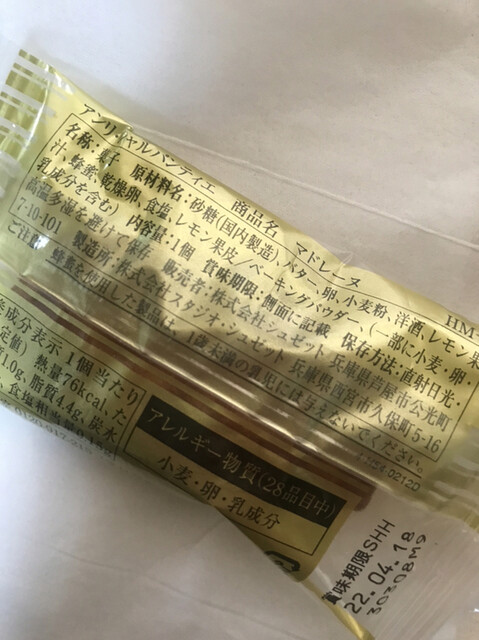 アンリ・シャルパンティエ 商品名 マドレーヌ HM-
名称: 菓子 原材料名: 砂糖(国内製造)、バター、卵、小麦粉、洋酒、レモン果
汁、蜂蜜、乾燥卵、食塩、レモン果皮/ベーキングパウダー、(一部に小麦・卵・
乳成分を含む) 内容量: 1個 賞味期限: 側面に記載 保存方法: 直射日光・
高温多湿を避けて保存 販売者: 株式会社シュゼット 兵庫県芦屋市公光町
7-10-101 製造所: 株式会社スタジオ・シュゼット 兵庫県西宮市久保町5-16
ご注意 蜂蜜を使用した製品は、1歳未満の乳児には与えないでください。
成分表示 1個当たり
定値) 熱量76kcal、た
1.0g、脂質4.4g、炭水
、食塩相当量
アレルギー物質(28品目中)
小麦・卵・乳成分
賞味期限SHH
22.04.18